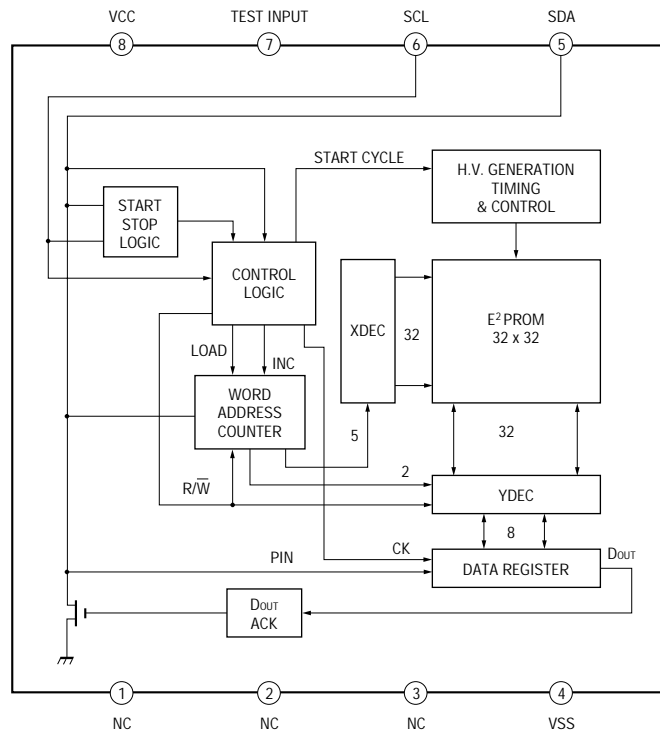 VCC TEST INPUT SCL SDA
8 7 6 5
START CYCLE
H.V. GENERATION
TIMING
& CONTROL
START
STOP
LOGIC
CONTROL
LOGIC
XDEC
32
E²PROM
32 x 32
LOAD
INC
WORD
ADDRESS
COUNTER
5
32
R/W̅
2
YDEC
8
CK
PIN
DATA REGISTER
DOUT
DOUT
ACK
1 2 3 4
NC NC NC VSS